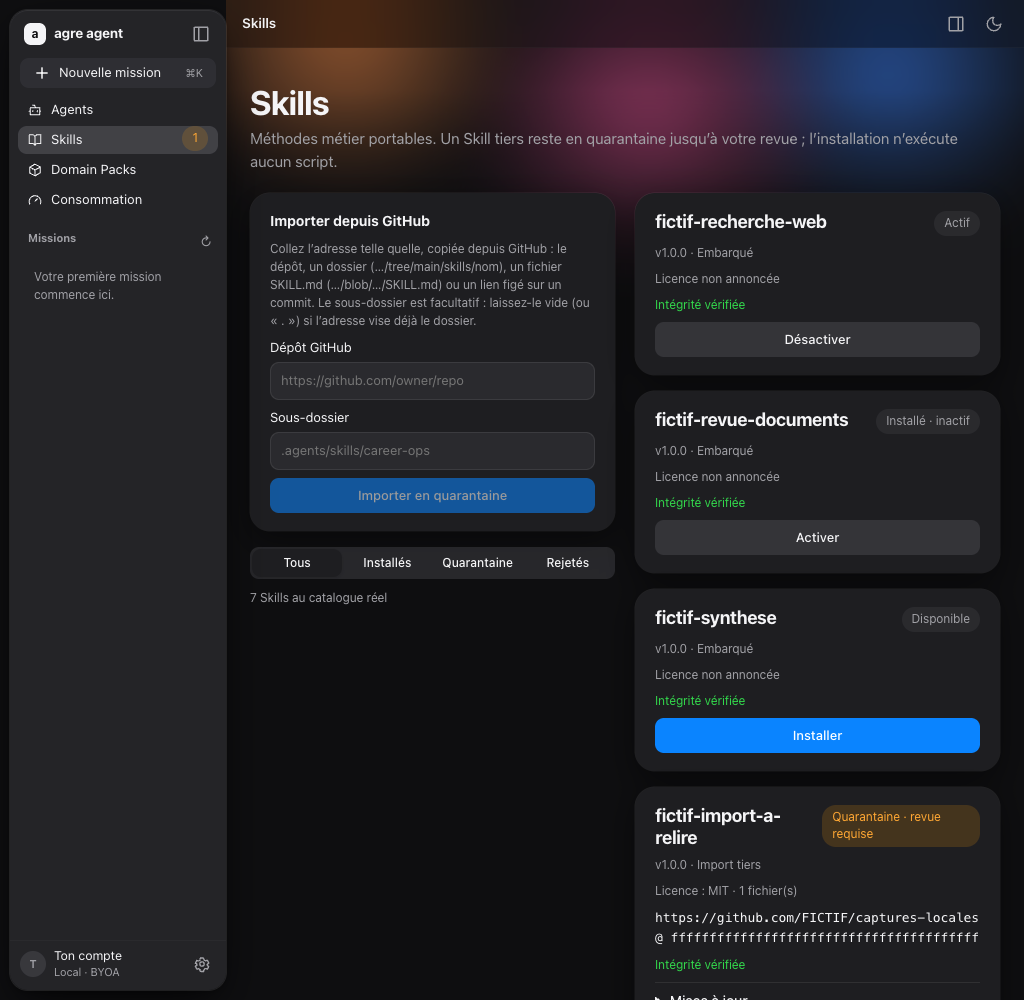 a
agre agent
Nouvelle mission
⌘K
Agents
Skills
1
Domain Packs
Consommation
Missions
Votre première mission
commence ici.
T
Ton compte
Local · BYOA
Skills
Skills
Méthodes métier portables. Un Skill tiers reste en quarantaine jusqu’à votre revue ; l’installation n’exécute
aucun script.
Importer depuis GitHub
Collez l’adresse telle quelle, copiée depuis GitHub : le
dépôt, un dossier (…/tree/main/skills/nom), un fichier
SKILL.md (…/blob/…/SKILL.md) ou un lien figé sur un
commit. Le sous-dossier est facultatif : laissez-le vide (ou
« . ») si l’adresse vise déjà le dossier.
Dépôt GitHub
https://github.com/owner/repo
Sous-dossier
.agents/skills/career-ops
Importer en quarantaine
Tous
Installés
Quarantaine
Rejetés
7 Skills au catalogue réel
fictif-recherche-web
Actif
v1.0.0 · Embarqué
Licence non annoncée
Intégrité vérifiée
Désactiver
fictif-revue-documents
Installé · inactif
v1.0.0 · Embarqué
Licence non annoncée
Intégrité vérifiée
Activer
fictif-synthese
Disponible
v1.0.0 · Embarqué
Licence non annoncée
Intégrité vérifiée
Installer
fictif-import-a-
relire
Quarantaine · revue
requise
v1.0.0 · Import tiers
Licence : MIT · 1 fichier(s)
https://github.com/FICTIF/captures-locales
@ ffffffffffffffffffffffffffffffffffffffff
Intégrité vérifiée
Mises à jour